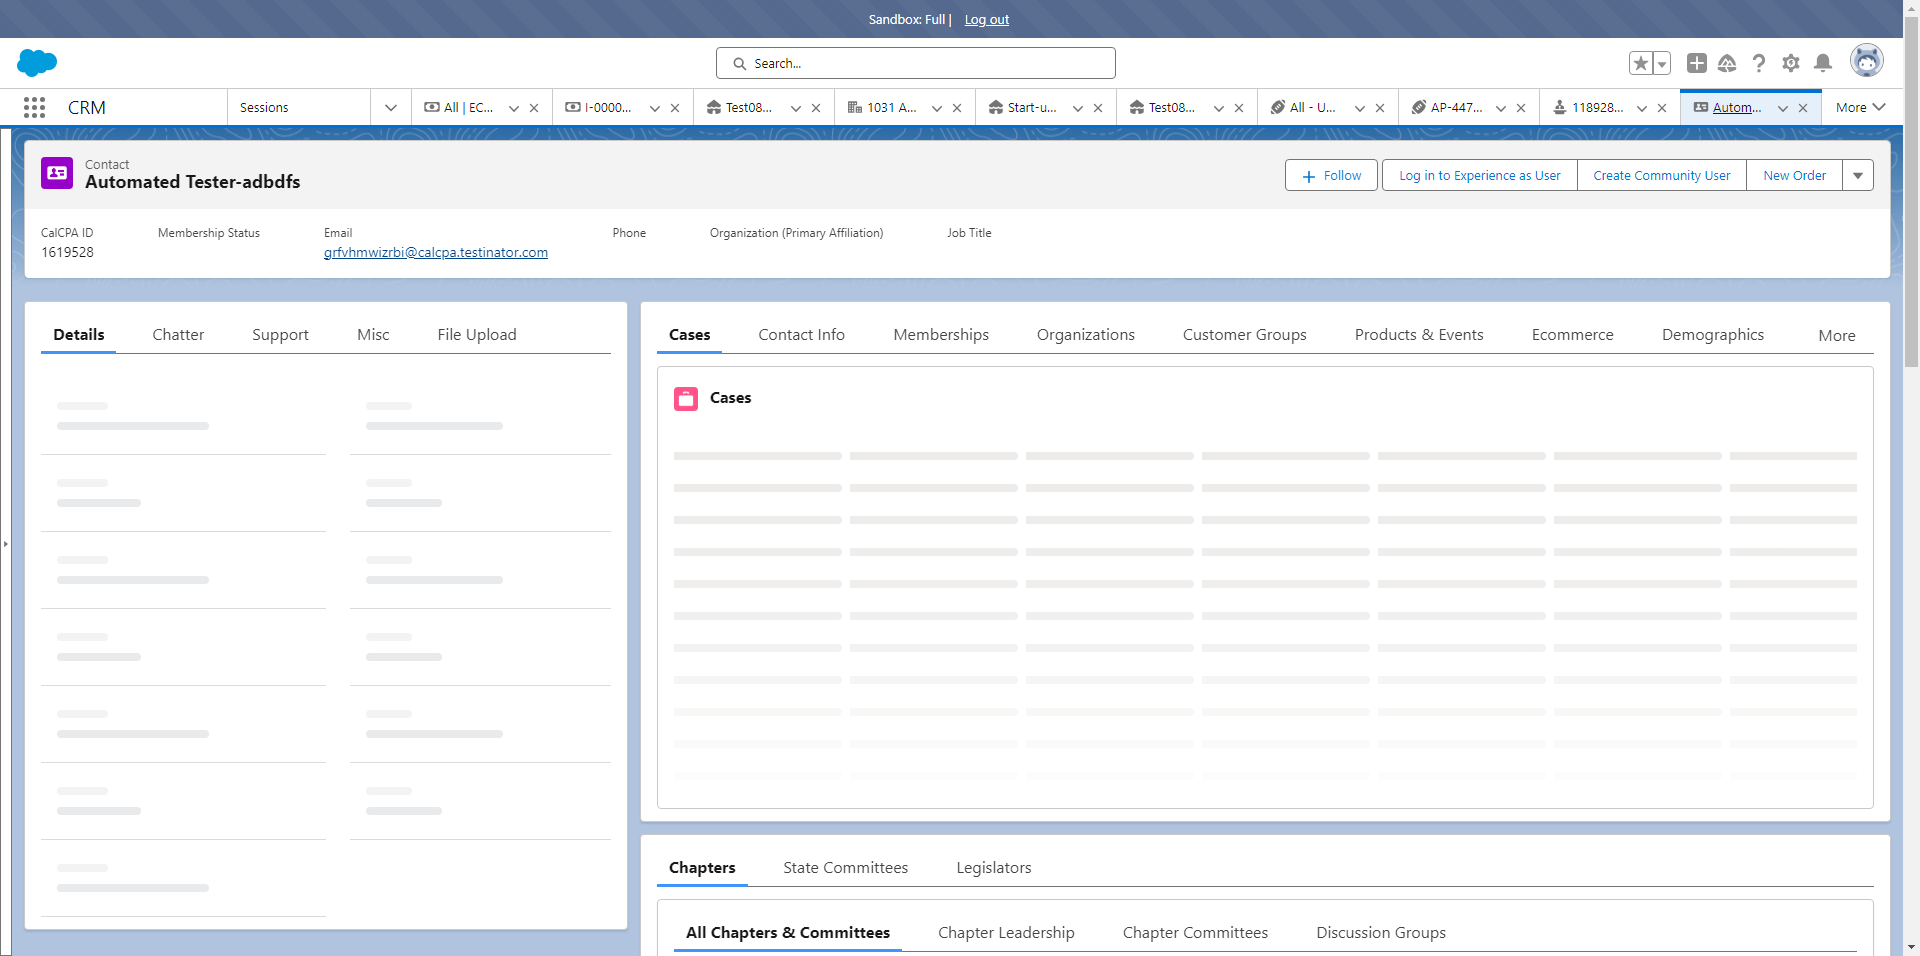 Sandbox: Full | Log out
Search...
CRM
Sessions
All | EC...
I-0000...
Test08...
1031 A...
Start-u...
Test08...
All - U...
AP-447...
118928...
Autom...
More
Contact
Automated Tester-adbdfs
Follow
Log in to Experience as User
Create Community User
New Order
CalCPA ID
Membership Status
Email
Phone
Organization (Primary Affiliation)
Job Title
1619528
grfvhmwizrbi@calcpa.testinator.com
Details
Chatter
Support
Misc
File Upload
Cases
Contact Info
Memberships
Organizations
Customer Groups
Products & Events
Ecommerce
Demographics
More
Cases
Chapters
State Committees
Legislators
All Chapters & Committees
Chapter Leadership
Chapter Committees
Discussion Groups